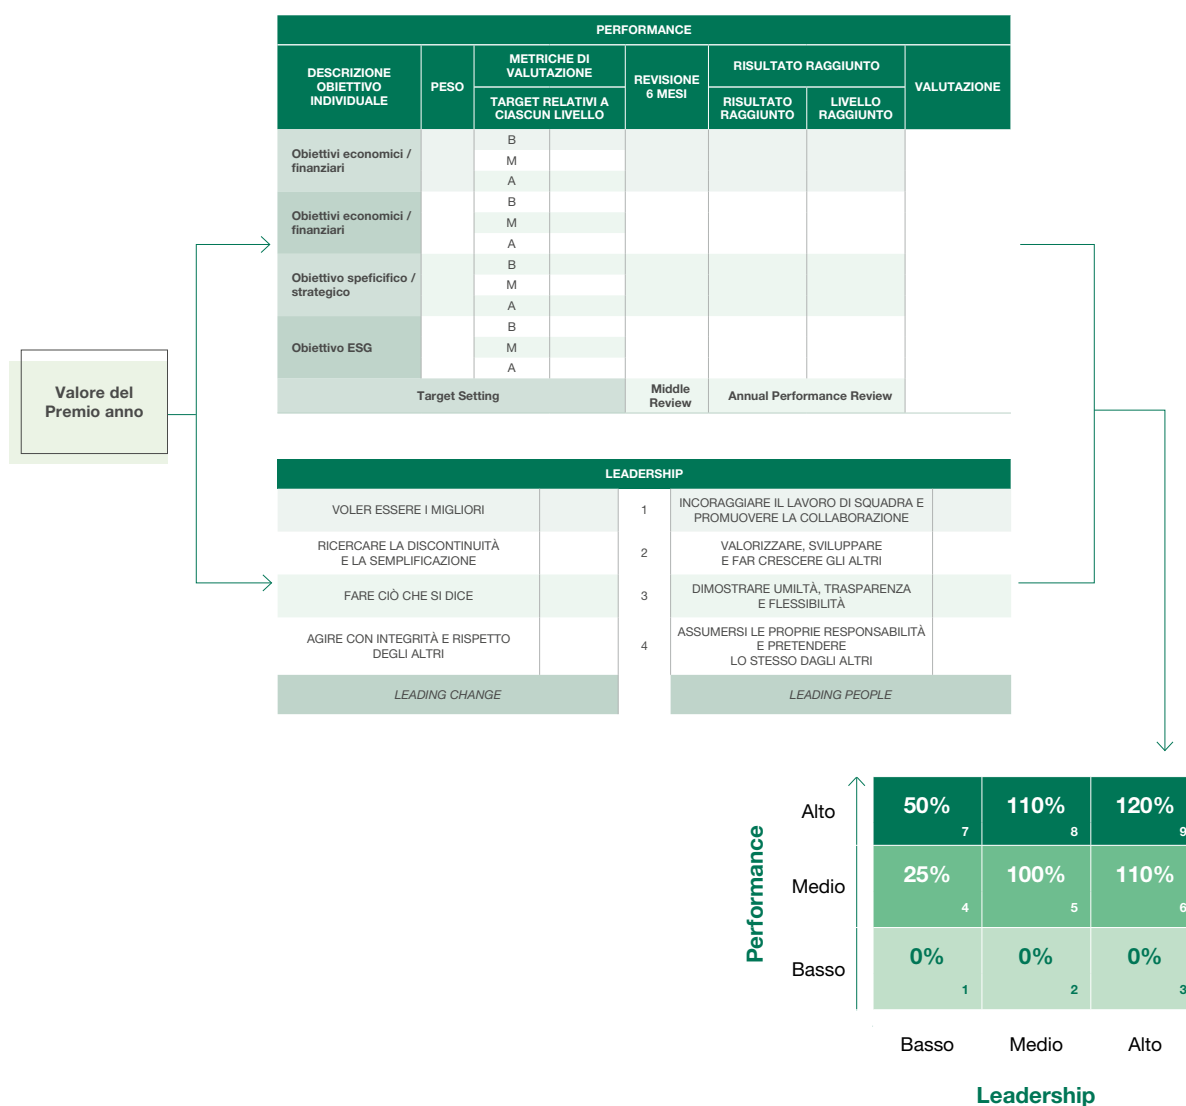 PERFORMANCE
DESCRIZIONE
OBIETTIVO
INDIVIDUALE
PESO
METRICHE DI
VALUTAZIONE
TARGET RELATIVI A
CIASCUN LIVELLO
REVISIONE
6 MESI
RISULTATO RAGGIUNTO
RISULTATO
RAGGIUNTO
LIVELLO
RAGGIUNTO
VALUTAZIONE
Obiettivi economici /
finanziari
B
M
A
Obiettivi economici /
finanziari
B
M
A
Obiettivo speficifico /
strategico
B
M
A
Obiettivo ESG
B
M
A
Target Setting
Middle
Review
Annual Performance Review
Valore del
Premio anno
LEADERSHIP
VOLER ESSERE I MIGLIORI
1
INCORAGGIARE IL LAVORO DI SQUADRA E
PROMUOVERE LA COLLABORAZIONE
RICERCARE LA DISCONTINUITÀ
E LA SEMPLIFICAZIONE
2
VALORIZZARE, SVILUPPARE
E FAR CRESCERE GLI ALTRI
FARE CIÒ CHE SI DICE
3
DIMOSTRARE UMILTÀ, TRASPARENZA
E FLESSIBILITÀ
AGIRE CON INTEGRITÀ E RISPETTO
DEGLI ALTRI
4
ASSUMERSI LE PROPRIE RESPONSABILITÀ
E PRETENDERE
LO STESSO DAGLI ALTRI
LEADING CHANGE
LEADING PEOPLE
Performance
Alto
50%
7
110%
8
120%
9
Medio
25%
4
100%
5
110%
6
Basso
0%
1
0%
2
0%
3
Basso
Medio
Alto
Leadership